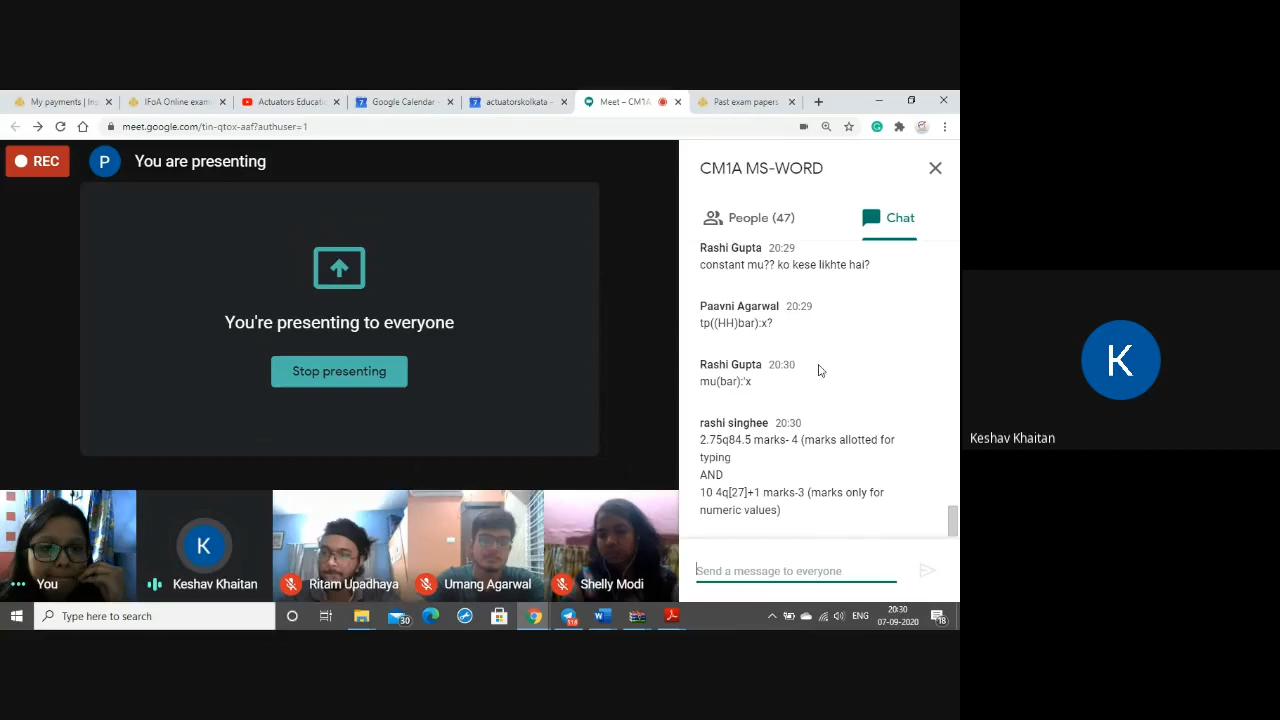 My payments | Ins
IFoA Online exam
Actuators Educati
Google Calendar -
actuatorskolkata -
Meet – CM1A
Past exam papers
meet.google.com/tin-qtox-aaf?authuser=1
REC
P
You are presenting
You're presenting to everyone
Stop presenting
CM1A MS-WORD
People (47)
Chat
Rashi Gupta 20:29
constant mu?? ko kese likhte hai?
Paavni Agarwal 20:29
tp((HH)bar):x?
Rashi Gupta 20:30
mu(bar):'x
rashi singhee 20:30
2.75q84.5 marks- 4 (marks allotted for
typing
AND
10 4q[27]+1 marks-3 (marks only for
numeric values)
Send a message to everyone
You
K
Keshav Khaitan
Ritam Upadhaya
Umang Agarwal
Shelly Modi
K
Keshav Khaitan
Type here to search
30
ENG
20:30
07-09-2020
18